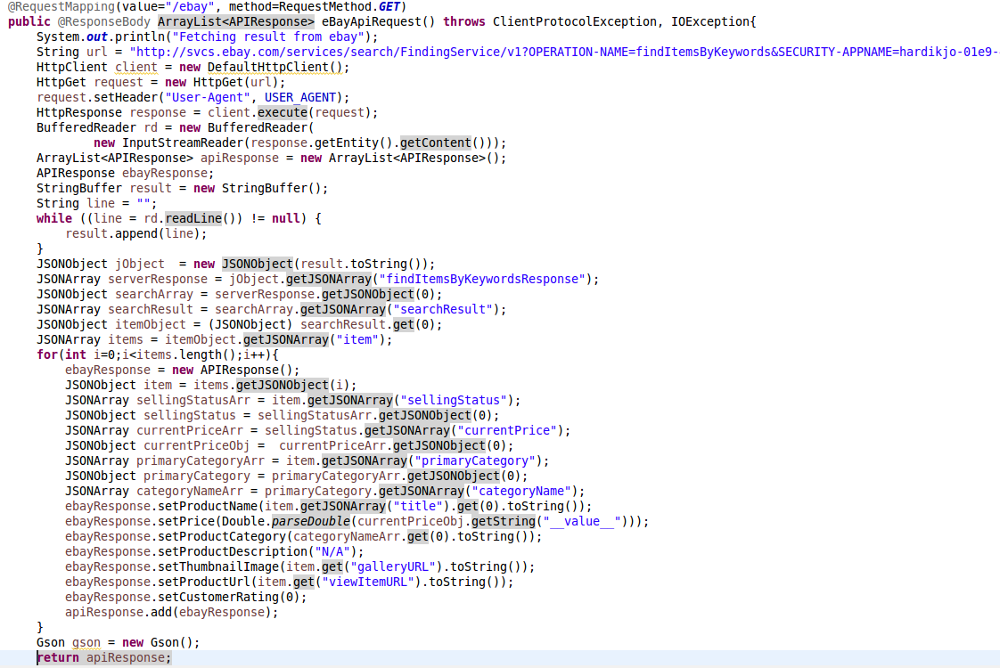 @RequestMapping(value="/ebay", method=RequestMethod.GET)
public @ResponseBody ArrayList<APIResponse> eBayApiRequest() throws ClientProtocolException, IOException{
    System.out.println("Fetching result from ebay");
    String url = "http://svcs.ebay.com/services/search/FindingService/v1?OPERATION-NAME=findItemsByKeywords&SECURITY-APPNAME=hardikjo-01e9-
    HttpClient client = new DefaultHttpClient();
    HttpGet request = new HttpGet(url);
    request.setHeader("User-Agent", USER_AGENT);
    HttpResponse response = client.execute(request);
    BufferedReader rd = new BufferedReader(
            new InputStreamReader(response.getEntity().getContent()));
    ArrayList<APIResponse> apiResponse = new ArrayList<APIResponse>();
    APIResponse ebayResponse;
    StringBuffer result = new StringBuffer();
    String line = "";
    while ((line = rd.readLine()) != null) {
        result.append(line);
    }
    JSONObject jObject  = new JSONObject(result.toString());
    JSONArray serverResponse = jObject.getJSONArray("findItemsByKeywordsResponse");
    JSONObject searchArray = serverResponse.getJSONObject(0);
    JSONArray searchResult = searchArray.getJSONArray("searchResult");
    JSONObject itemObject = (JSONObject) searchResult.get(0);
    JSONArray items = itemObject.getJSONArray("item");
    for(int i=0;i<items.length();i++){
        ebayResponse = new APIResponse();
        JSONObject item = items.getJSONObject(i);
        JSONArray sellingStatusArr = item.getJSONArray("sellingStatus");
        JSONObject sellingStatus = sellingStatusArr.getJSONObject(0);
        JSONArray currentPriceArr = sellingStatus.getJSONArray("currentPrice");
        JSONObject currentPriceObj =  currentPriceArr.getJSONObject(0);
        JSONArray primaryCategoryArr = item.getJSONArray("primaryCategory");
        JSONObject primaryCategory = primaryCategoryArr.getJSONObject(0);
        JSONArray categoryNameArr = primaryCategory.getJSONArray("categoryName");
        ebayResponse.setProductName(item.getJSONArray("title").get(0).toString());
        ebayResponse.setPrice(Double.parseDouble(currentPriceObj.getString("__value__")));
        ebayResponse.setProductCategory(categoryNameArr.get(0).toString());
        ebayResponse.setProductDescription("N/A");
        ebayResponse.setThumbnailImage(item.get("galleryURL").toString());
        ebayResponse.setProductUrl(item.get("viewItemURL").toString());
        ebayResponse.setCustomerRating(0);
        apiResponse.add(ebayResponse);
    }
    Gson gson = new Gson();
    return apiResponse;